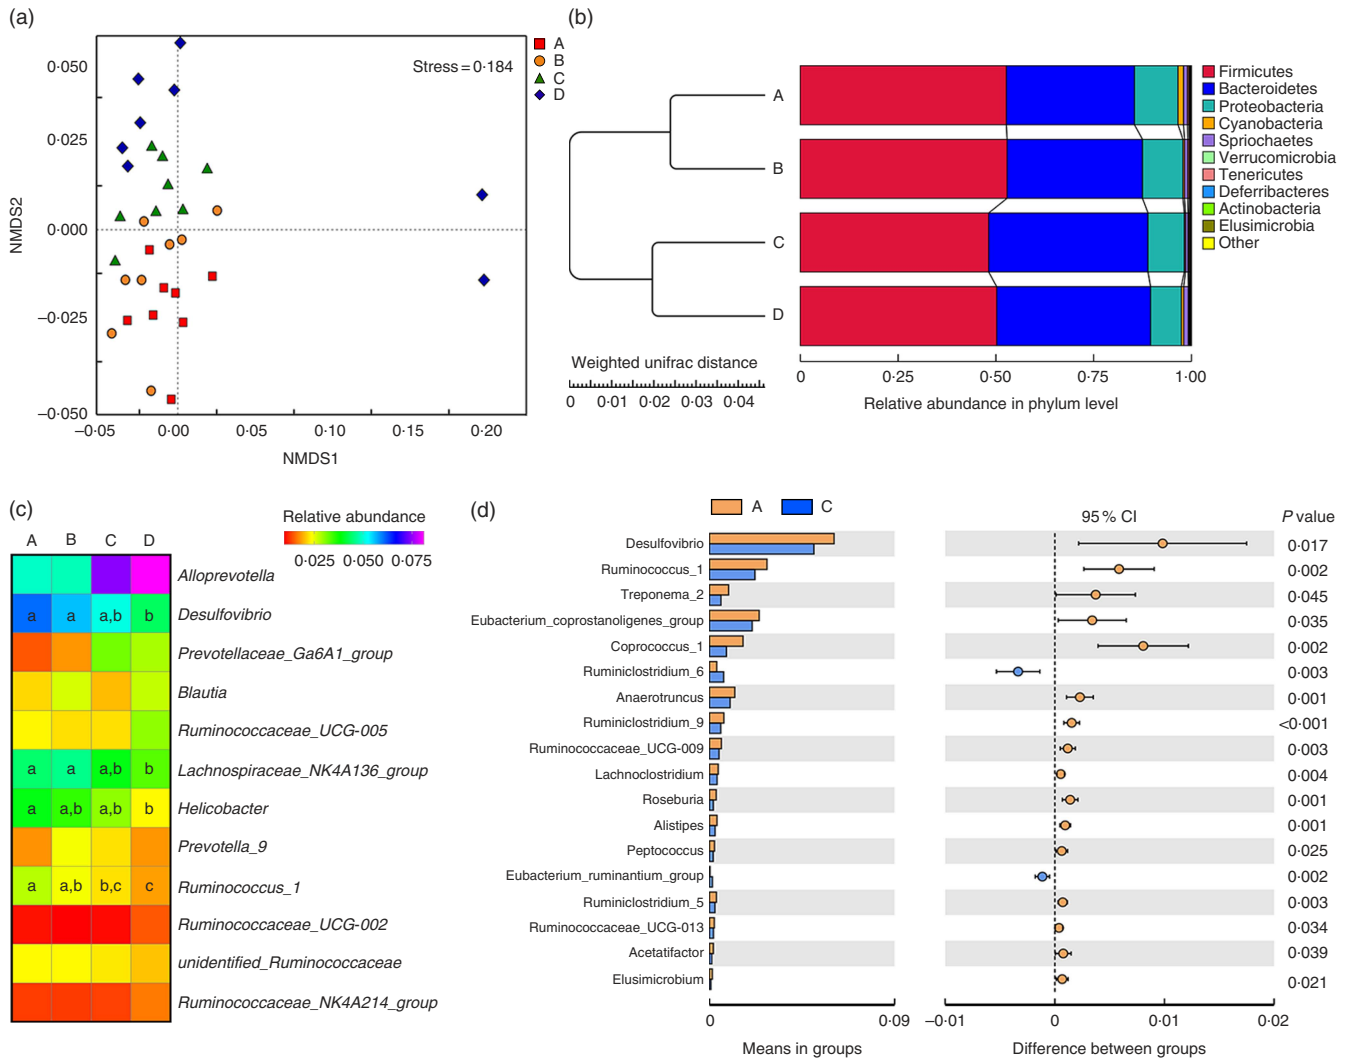 (a)
0·050
0·025
0·000
–0·025
–0·050
NMDS2
Stress = 0·184
A
B
C
D
–0·05 0·00 0·05 0·10 0·15 0·20
NMDS1
(b)
A
B
C
D
Weighted unifrac distance
0 0·01 0·02 0·03 0·04
0 0·25 0·50 0·75 1·00
Relative abundance in phylum level
Firmicutes
Bacteroidetes
Proteobacteria
Cyanobacteria
Spriochaetes
Verrucomicrobia
Tenericutes
Deferribacteres
Actinobacteria
Elusimicrobia
Other
(c)
Relative abundance
0·025 0·050 0·075
A B C D
Alloprevotella
a a a,b b Desulfovibrio
Prevotellaceae_Ga6A1_group
Blautia
Ruminococcaceae_UCG-005
a a a,b b Lachnospiraceae_NK4A136_group
a a,b a,b b Helicobacter
Prevotella_9
a a,b b,c c Ruminococcus_1
Ruminococcaceae_UCG-002
unidentified_Ruminococcaceae
Ruminococcaceae_NK4A214_group
(d)
A C
95 % CI P value
Desulfovibrio 0·017
Ruminococcus_1 0·002
Treponema_2 0·045
Eubacterium_coprostanoligenes_group 0·035
Coprococcus_1 0·002
Ruminiclostridium_6 0·003
Anaerotruncus 0·001
Ruminiclostridium_9 <0·001
Ruminococcaceae_UCG-009 0·003
Lachnoclostridium 0·004
Roseburia 0·001
Alistipes 0·001
Peptococcus 0·025
Eubacterium_ruminantium_group 0·002
Ruminiclostridium_5 0·003
Ruminococcaceae_UCG-013 0·034
Acetatifactor 0·039
Elusimicrobium 0·021
0 0·09 –0·01 0 0·01 0·02
Means in groups Difference between groups